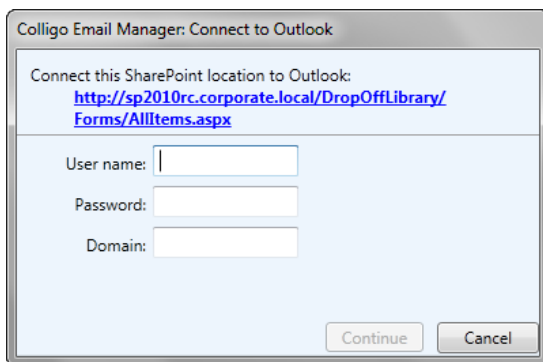 Colligo Email Manager: Connect to Outlook
Connect this SharePoint location to Outlook:
http://sp2010rc.corporate.local/DropOffLibrary/
Forms/AllItems.aspx
User name:
Password:
Domain:
Continue Cancel